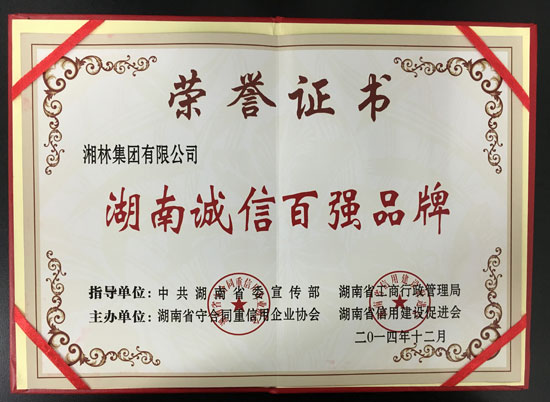 荣誉证书
湘林集团有限公司
湖南诚信百强品牌
指导单位：中共湖南省委宣传部 湖南省工商行政管理局
主办单位：湖南省守合同重信用企业协会 湖南省信用建设促进会
二〇一四年十二月